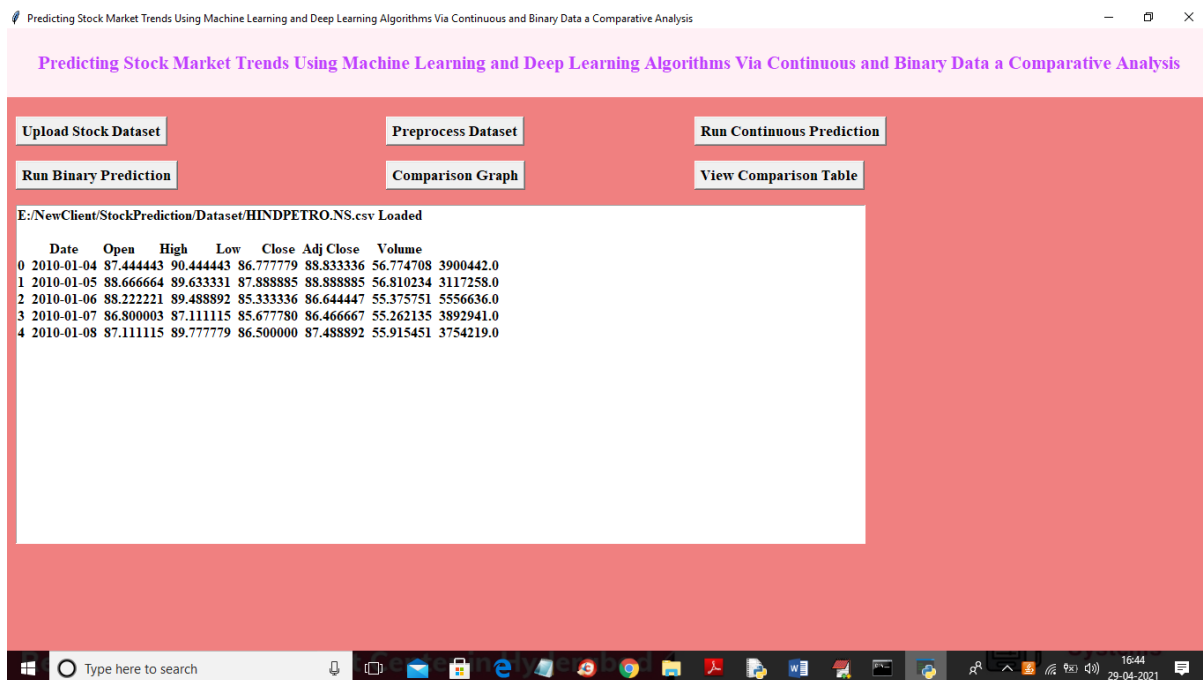 Predicting Stock Market Trends Using Machine Learning and Deep Learning Algorithms Via Continuous and Binary Data a Comparative Analysis
Predicting Stock Market Trends Using Machine Learning and Deep Learning Algorithms Via Continuous and Binary Data a Comparative Analysis
Upload Stock Dataset Preprocess Dataset Run Continuous Prediction
Run Binary Prediction Comparison Graph View Comparison Table
E:/NewClient/StockPrediction/Dataset/HINDPETRO.NS.csv Loaded
Date Open High Low Close Adj Close Volume
0 2010-01-04 87.444443 90.444443 86.777779 88.833336 56.774708 3900442.0
1 2010-01-05 88.666664 89.633331 87.888885 88.888885 56.810234 3117258.0
2 2010-01-06 88.222221 89.488892 85.333336 86.644447 55.375751 5556636.0
3 2010-01-07 86.800003 87.111115 85.677780 86.466667 55.262135 3892941.0
4 2010-01-08 87.111115 89.777779 86.500000 87.488892 55.915451 3754219.0
Type here to search
16:44
29-04-2021